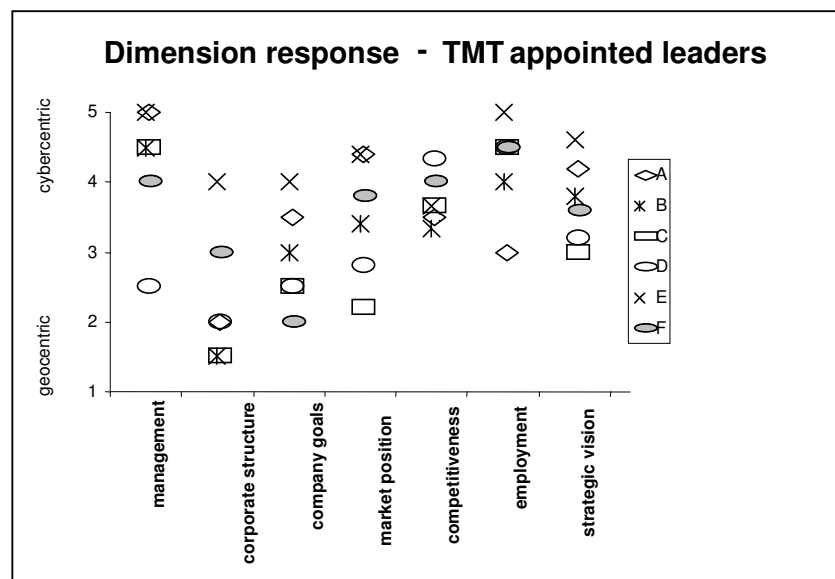 Dimension response - TMT appointed leaders
cybercentric
geocentric
5
4
3
2
1
management
corporate structure
company goals
market position
competitiveness
employment
strategic vision
A
B
C
D
E
F